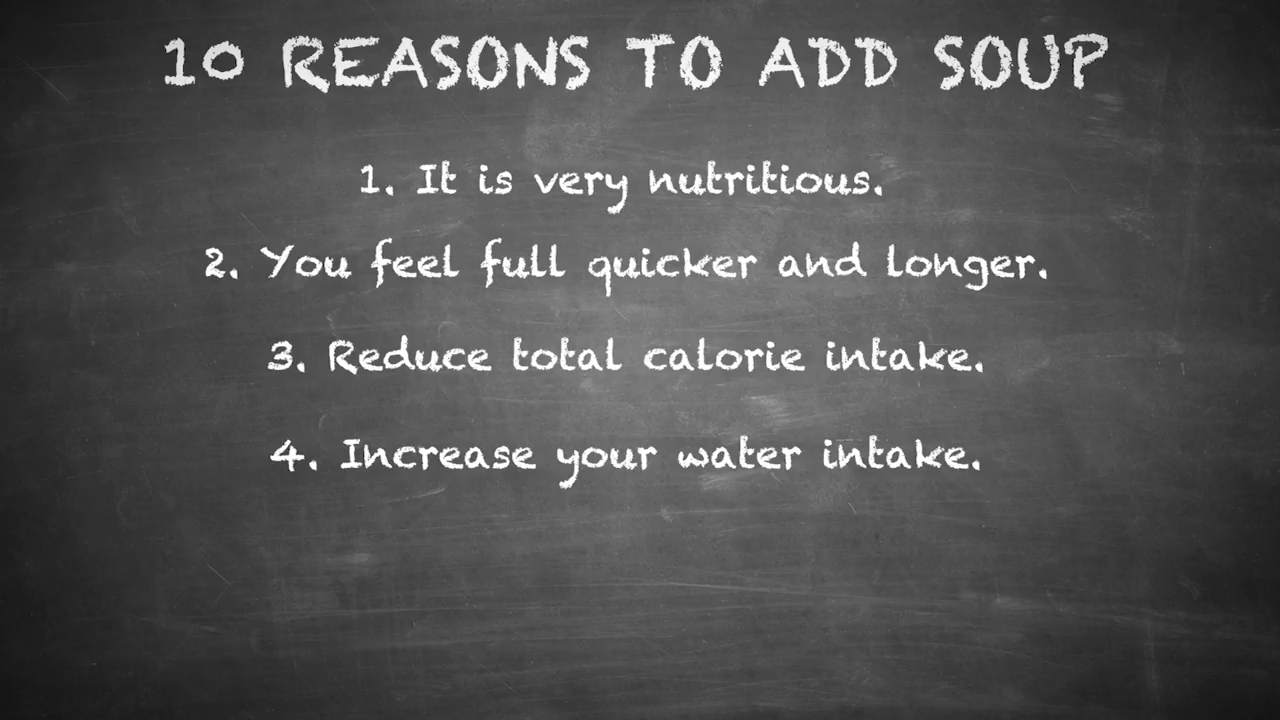 10 REASONS TO ADD SOUP
1. It is very nutritious.
2. You feel full quicker and longer.
3. Reduce total calorie intake.
4. Increase your water intake.